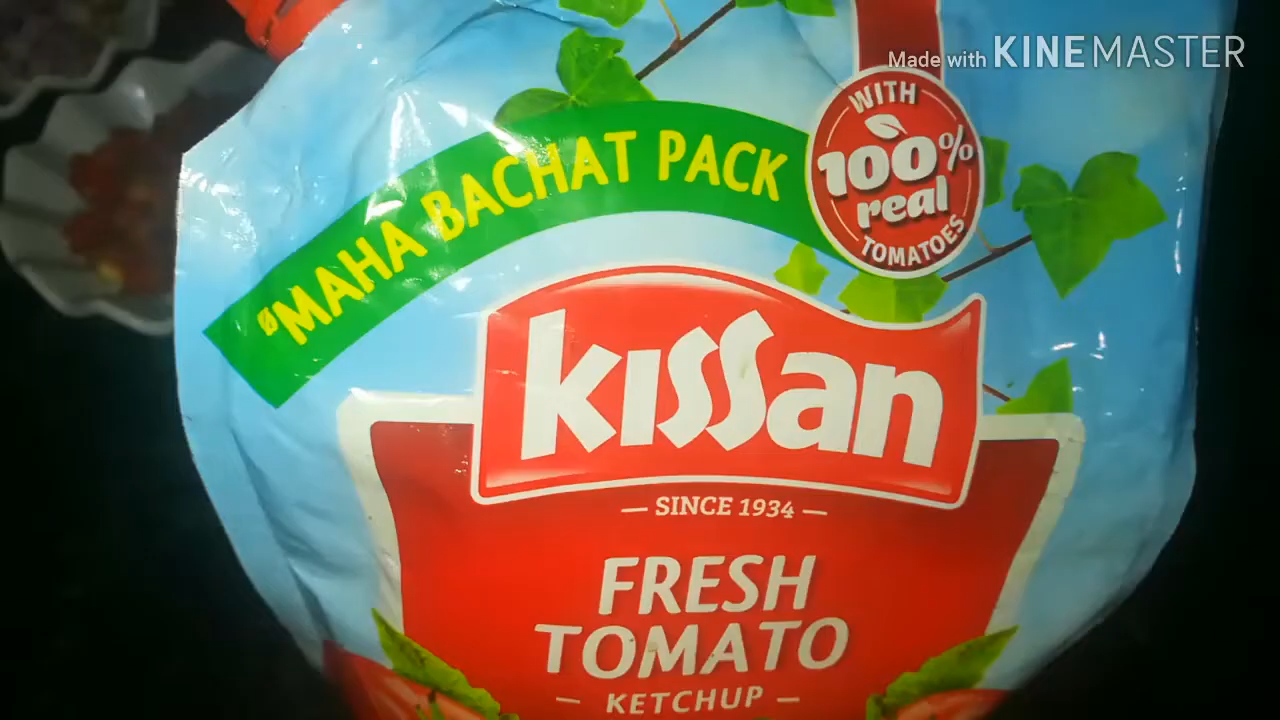 Made with KINEMASTER
WITH
100%
real
TOMATOES
"MAHA BACHAT PACK
kissan
SINCE 1934
FRESH
TOMATO
KETCHUP